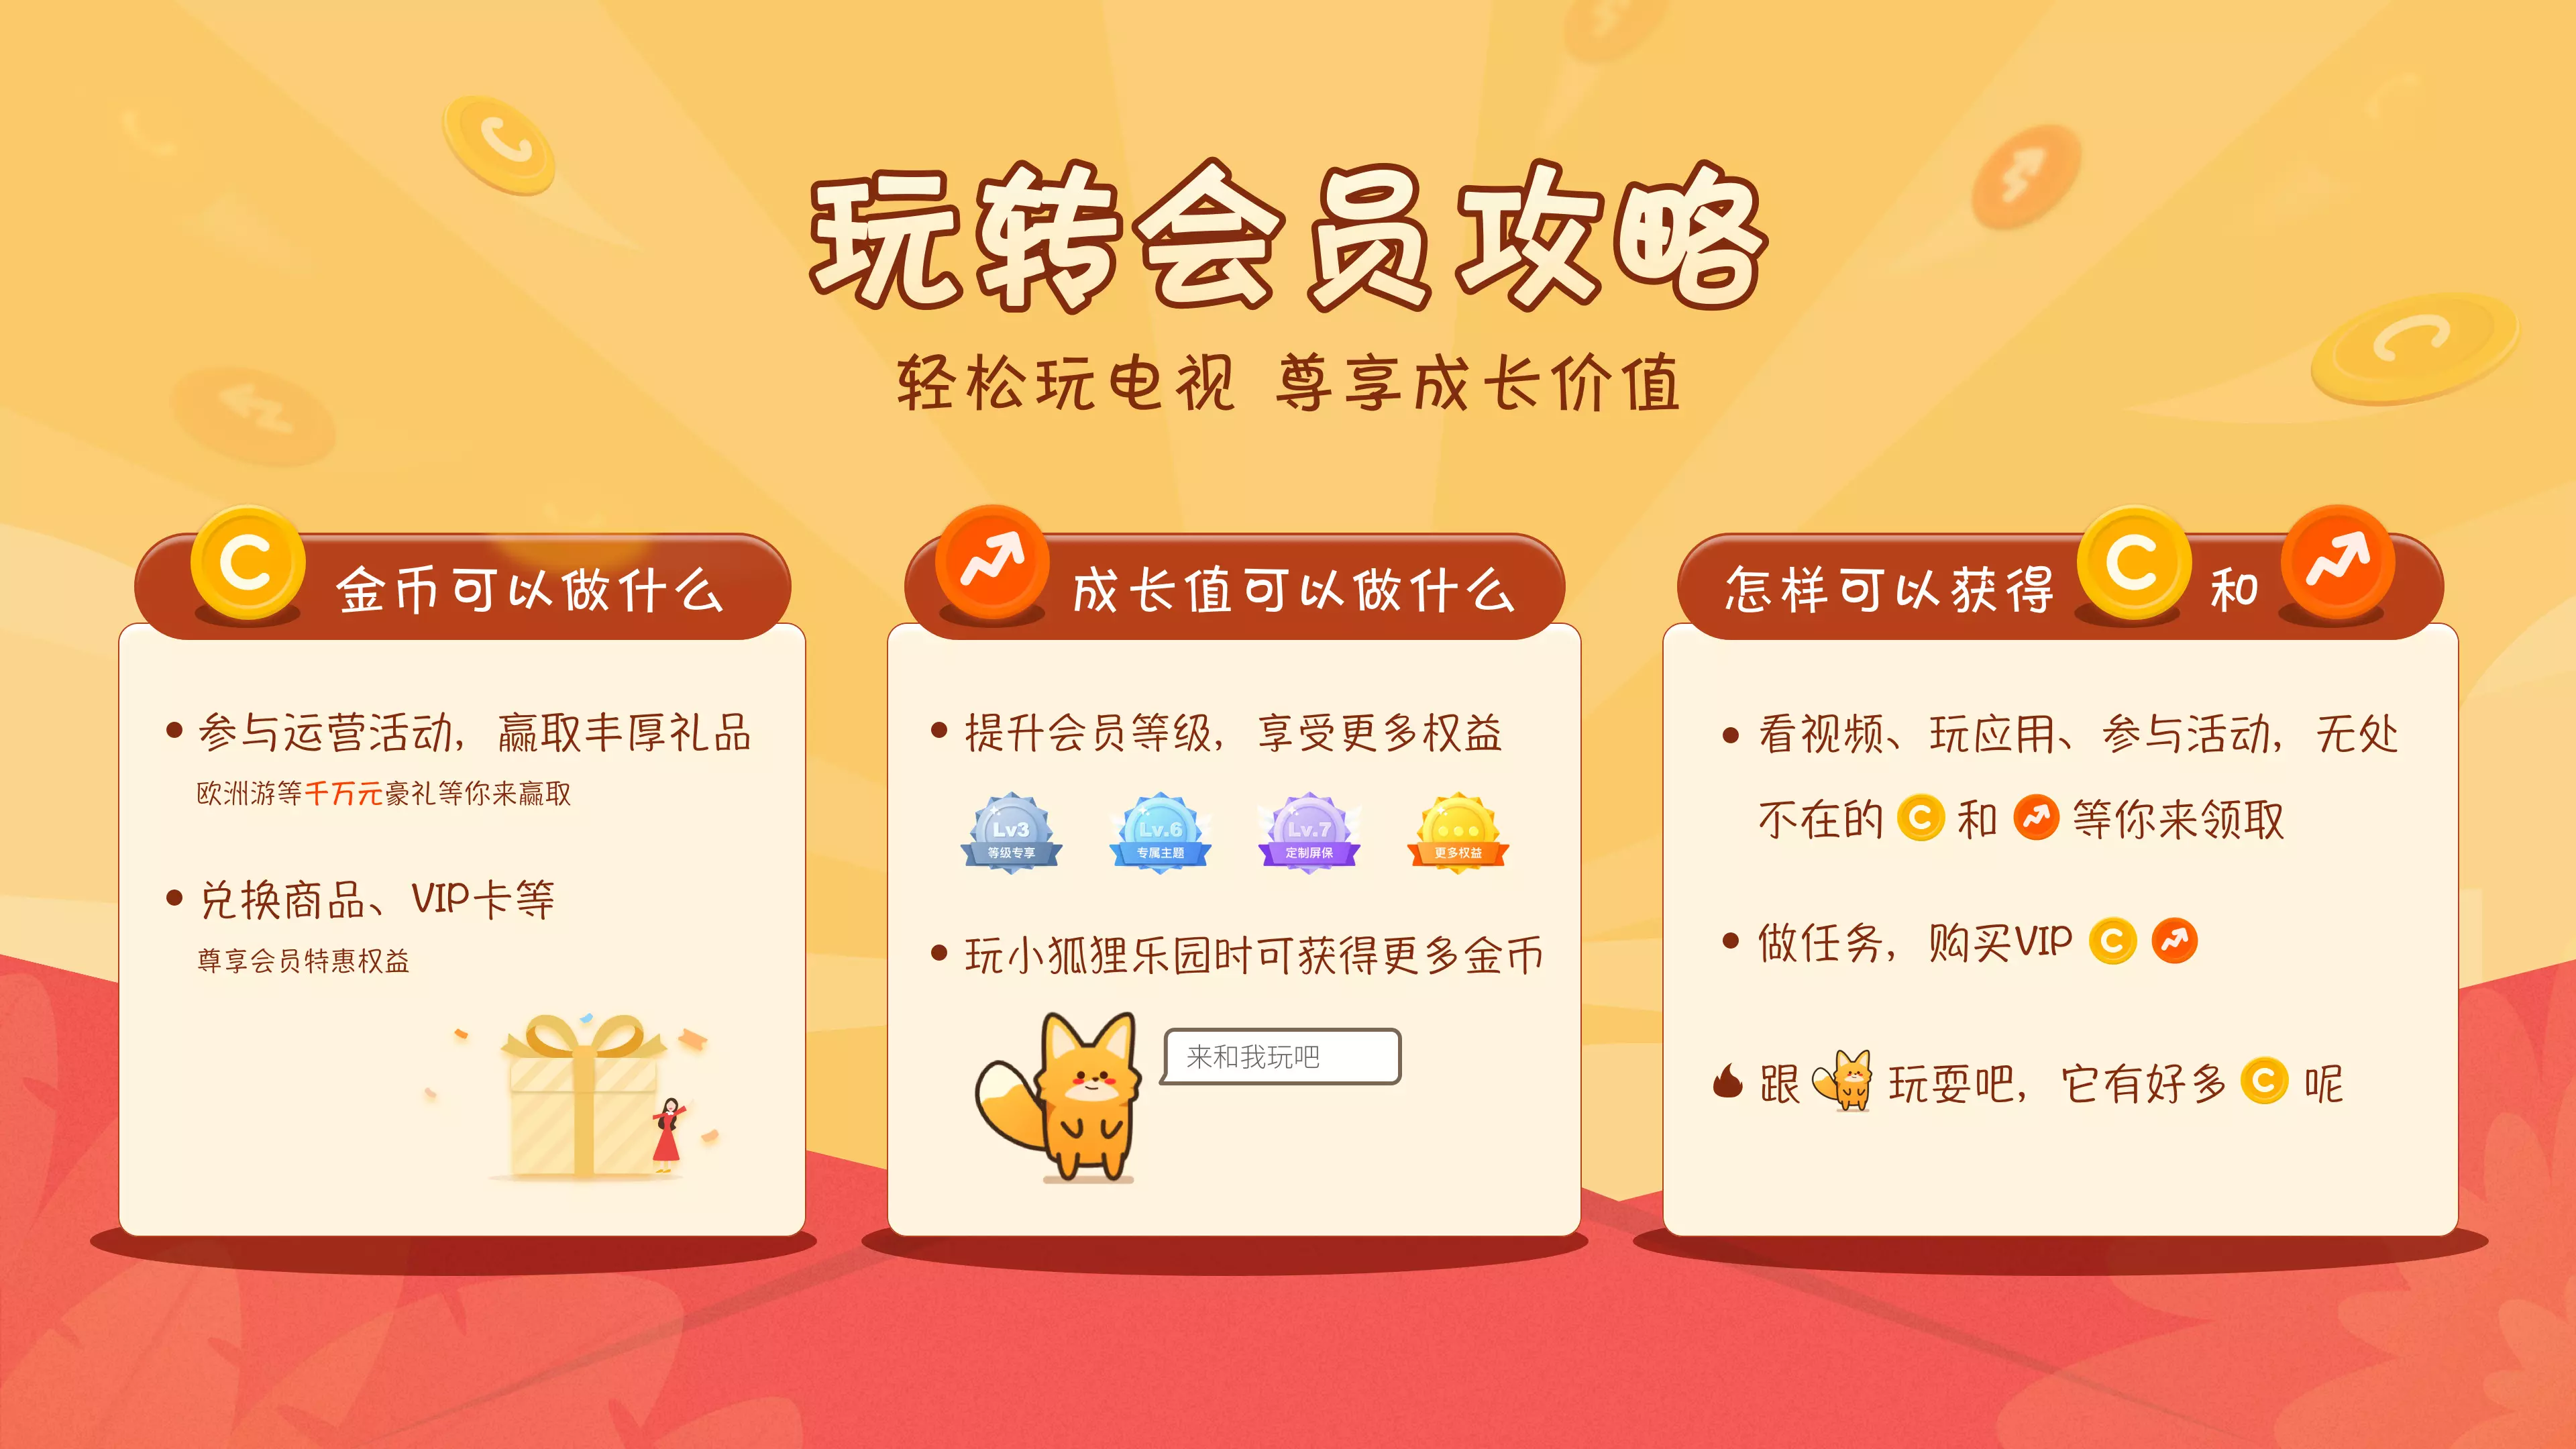 玩转会员攻略
轻松玩电视 尊享成长价值
C 金币可以做什么
参与运营活动，赢取丰厚礼品
欧洲游等千万元豪礼等你来赢取
兑换商品、VIP卡等
尊享会员特惠权益
成长值可以做什么
提升会员等级，享受更多权益
Lv3 Lv.6 Lv.7
等级专享 专属主题 定制屏保 更多权益
玩小狐狸乐园时可获得更多金币
来和我玩吧
怎样可以获得 C 和
看视频、玩应用、参与活动，无处
不在的 C 和 等你来领取
做任务，购买VIP C
跟 玩耍吧，它有好多 C 呢